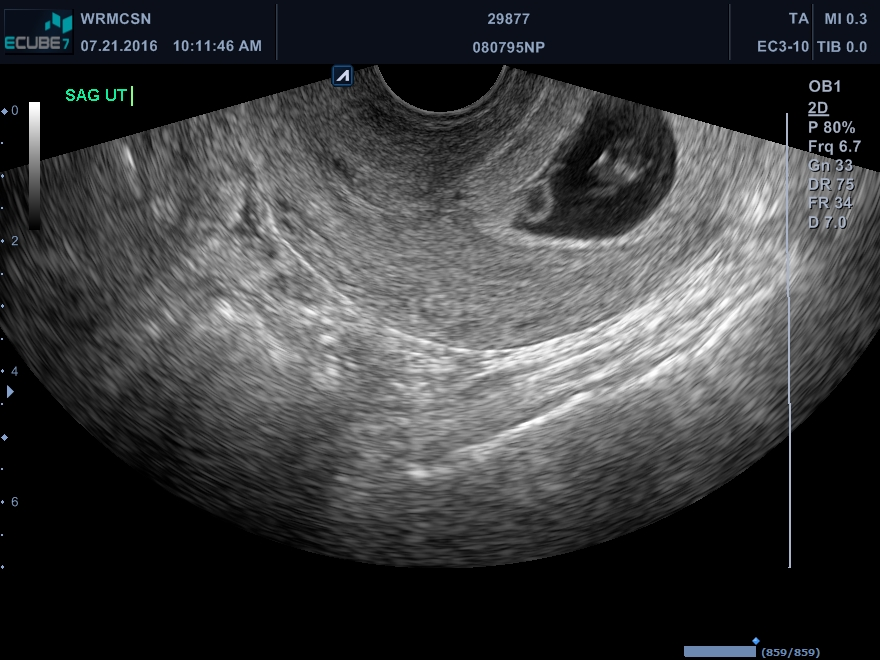 ECUBE 7
WRMCSN
07.21.2016 10:11:46 AM
29877
080795NP
TA MI 0.3
EC3-10 TIB 0.0
SAG UT
OB1
2D
P 80%
Frq 6.7
Gn 33
DR 75
FR 34
D 7.0
0
2
4
6
(859/859)